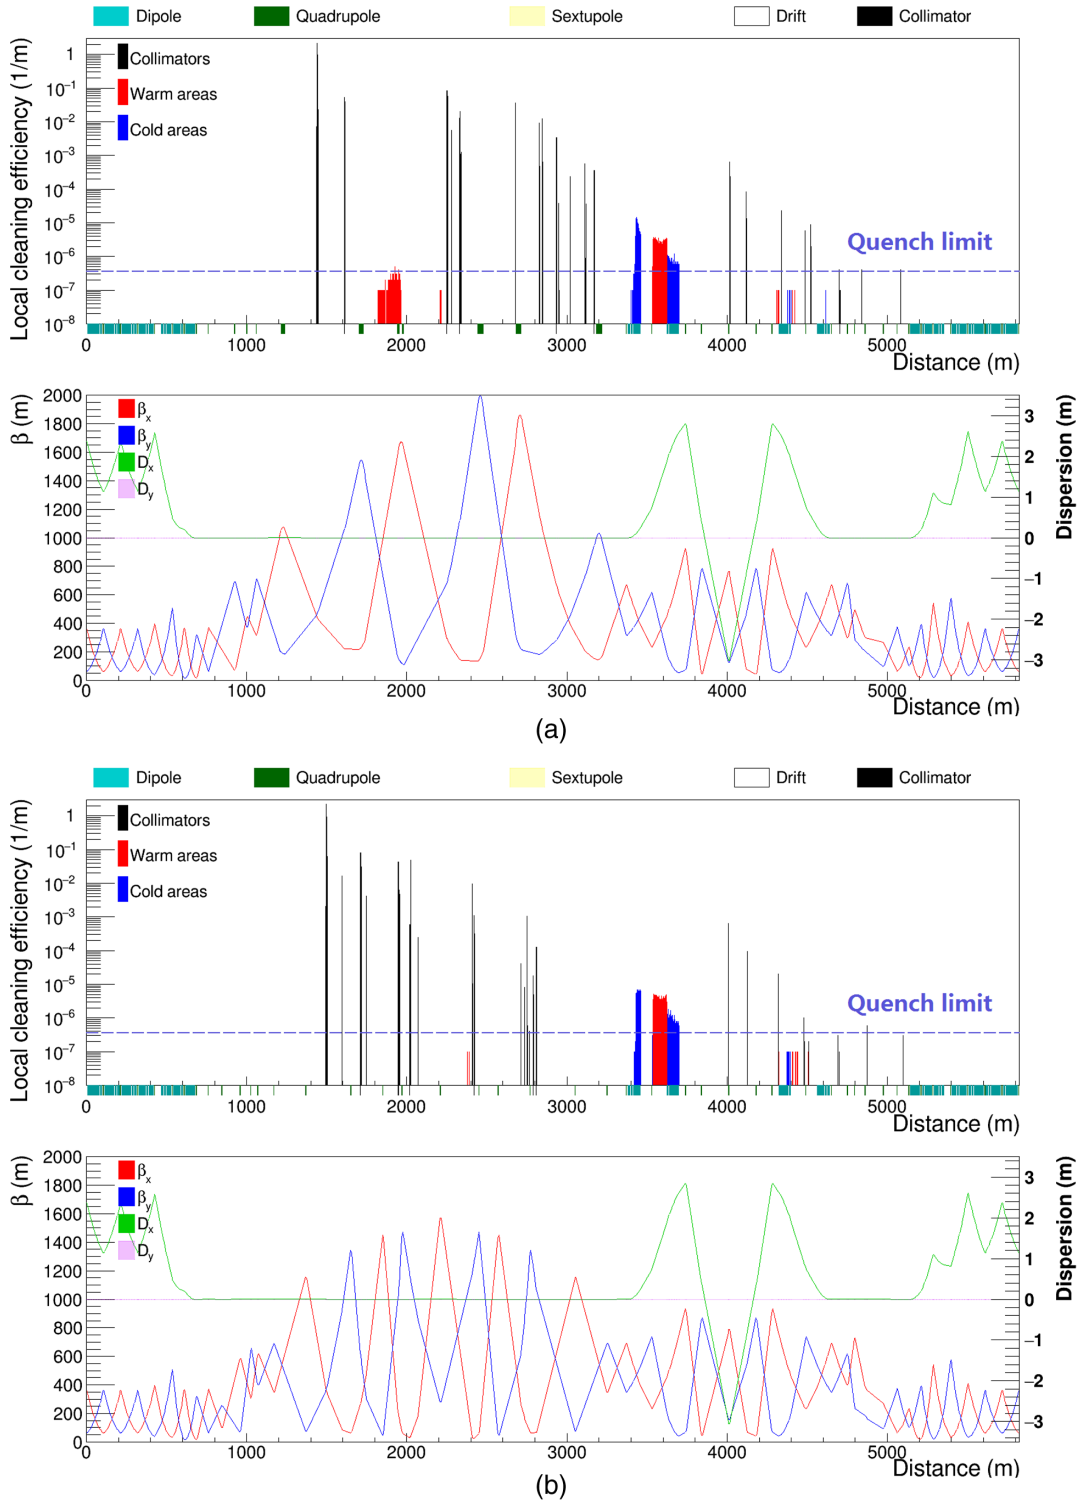 Dipole Quadrupole Sextupole Drift Collimator
Local cleaning efficiency (1/m)
1
10⁻¹
10⁻²
10⁻³
10⁻⁴
10⁻⁵
10⁻⁶
10⁻⁷
10⁻⁸
Collimators
Warm areas
Cold areas
Quench limit
0 1000 2000 3000 4000 5000
Distance (m)
β (m)
2000
1800
1600
1400
1200
1000
800
600
400
200
0
βx
βy
Dx
Dy
3
2
1
0
−1
−2
−3
Dispersion (m)
0 1000 2000 3000 4000 5000
Distance (m)
(a)
Dipole Quadrupole Sextupole Drift Collimator
Local cleaning efficiency (1/m)
1
10⁻¹
10⁻²
10⁻³
10⁻⁴
10⁻⁵
10⁻⁶
10⁻⁷
10⁻⁸
Collimators
Warm areas
Cold areas
Quench limit
0 1000 2000 3000 4000 5000
Distance (m)
β (m)
2000
1800
1600
1400
1200
1000
800
600
400
200
0
βx
βy
Dx
Dy
3
2
1
0
−1
−2
−3
Dispersion (m)
0 1000 2000 3000 4000 5000
Distance (m)
(b)